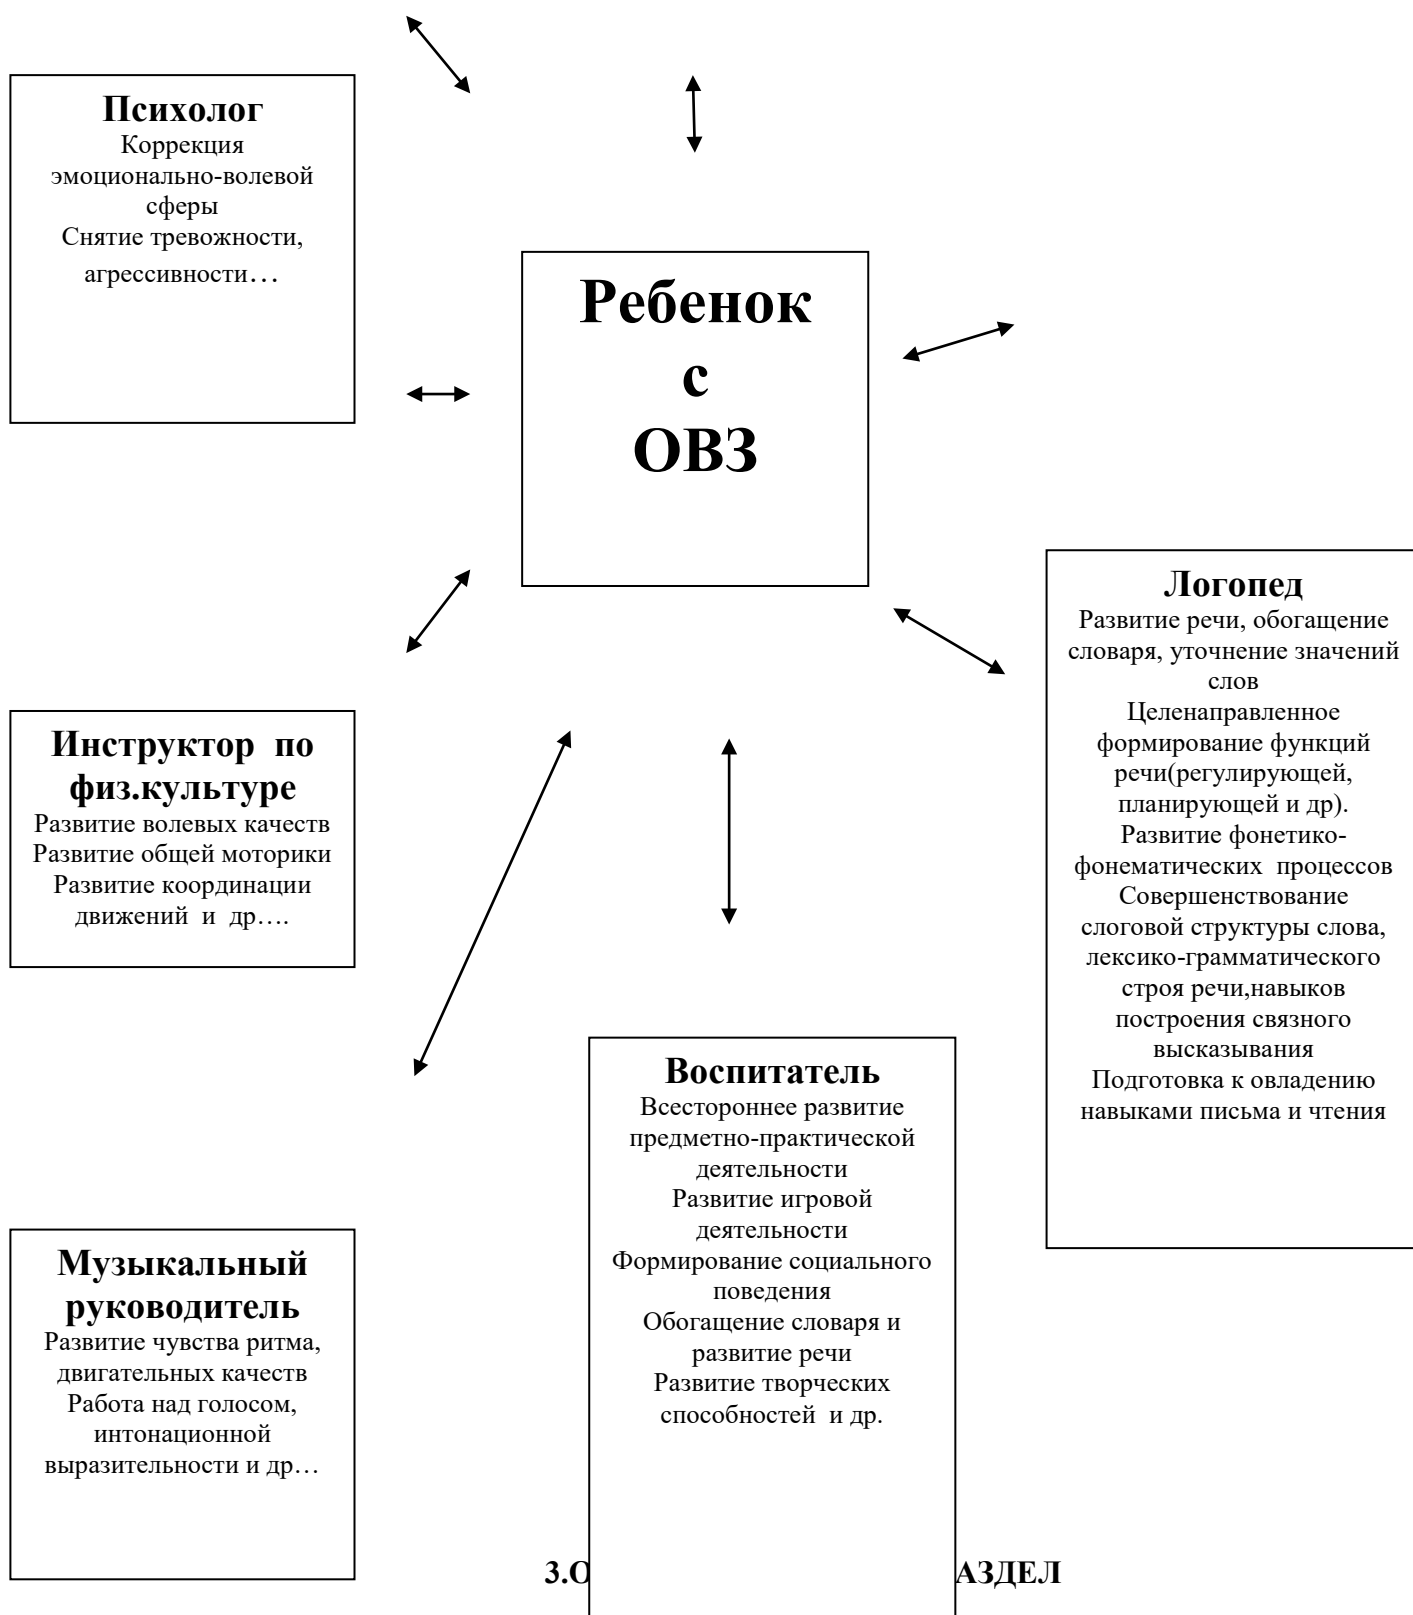 Психолог
Коррекция
эмоционально-волевой
сферы
Снятие тревожности,
агрессивности…
Ребенок
с
ОВЗ
Логопед
Развитие речи, обогащение
словаря, уточнение значений
слов
Целенаправленное
формирование функций
речи(регулирующей,
планирующей и др).
Развитие фонетико-
фонематических процессов
Совершенствование
слоговой структуры слова,
лексико-грамматического
строя речи,навыков
построения связного
высказывания
Подготовка к овладению
навыками письма и чтения
Инструктор по
физ.культуре
Развитие волевых качеств
Развитие общей моторики
Развитие координации
движений и др….
Воспитатель
Всестороннее развитие
предметно-практической
деятельности
Развитие игровой
деятельности
Формирование социального
поведения
Обогащение словаря и
развитие речи
Развитие творческих
способностей и др.
Музыкальный
руководитель
Развитие чувства ритма,
двигательных качеств
Работа над голосом,
интонационной
выразительности и др…
3.О АЗДЕЛ